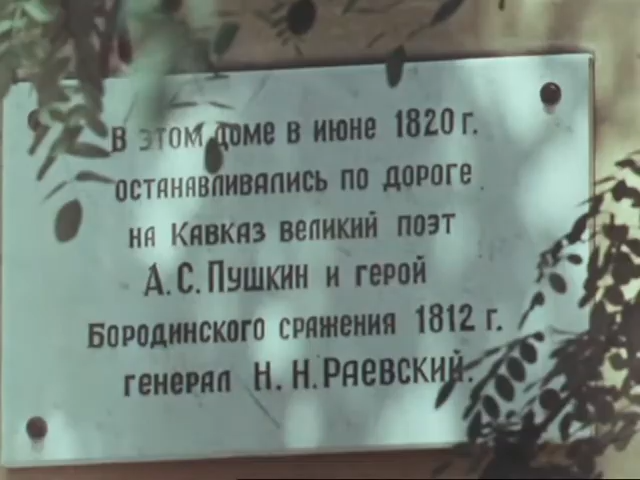 В этом доме в июне 1820 г.
останавливались по дороге
на Кавказ великий поэт
А. С. Пушкин и герой
Бородинского сражения 1812 г.
генерал Н. Н. Раевский.